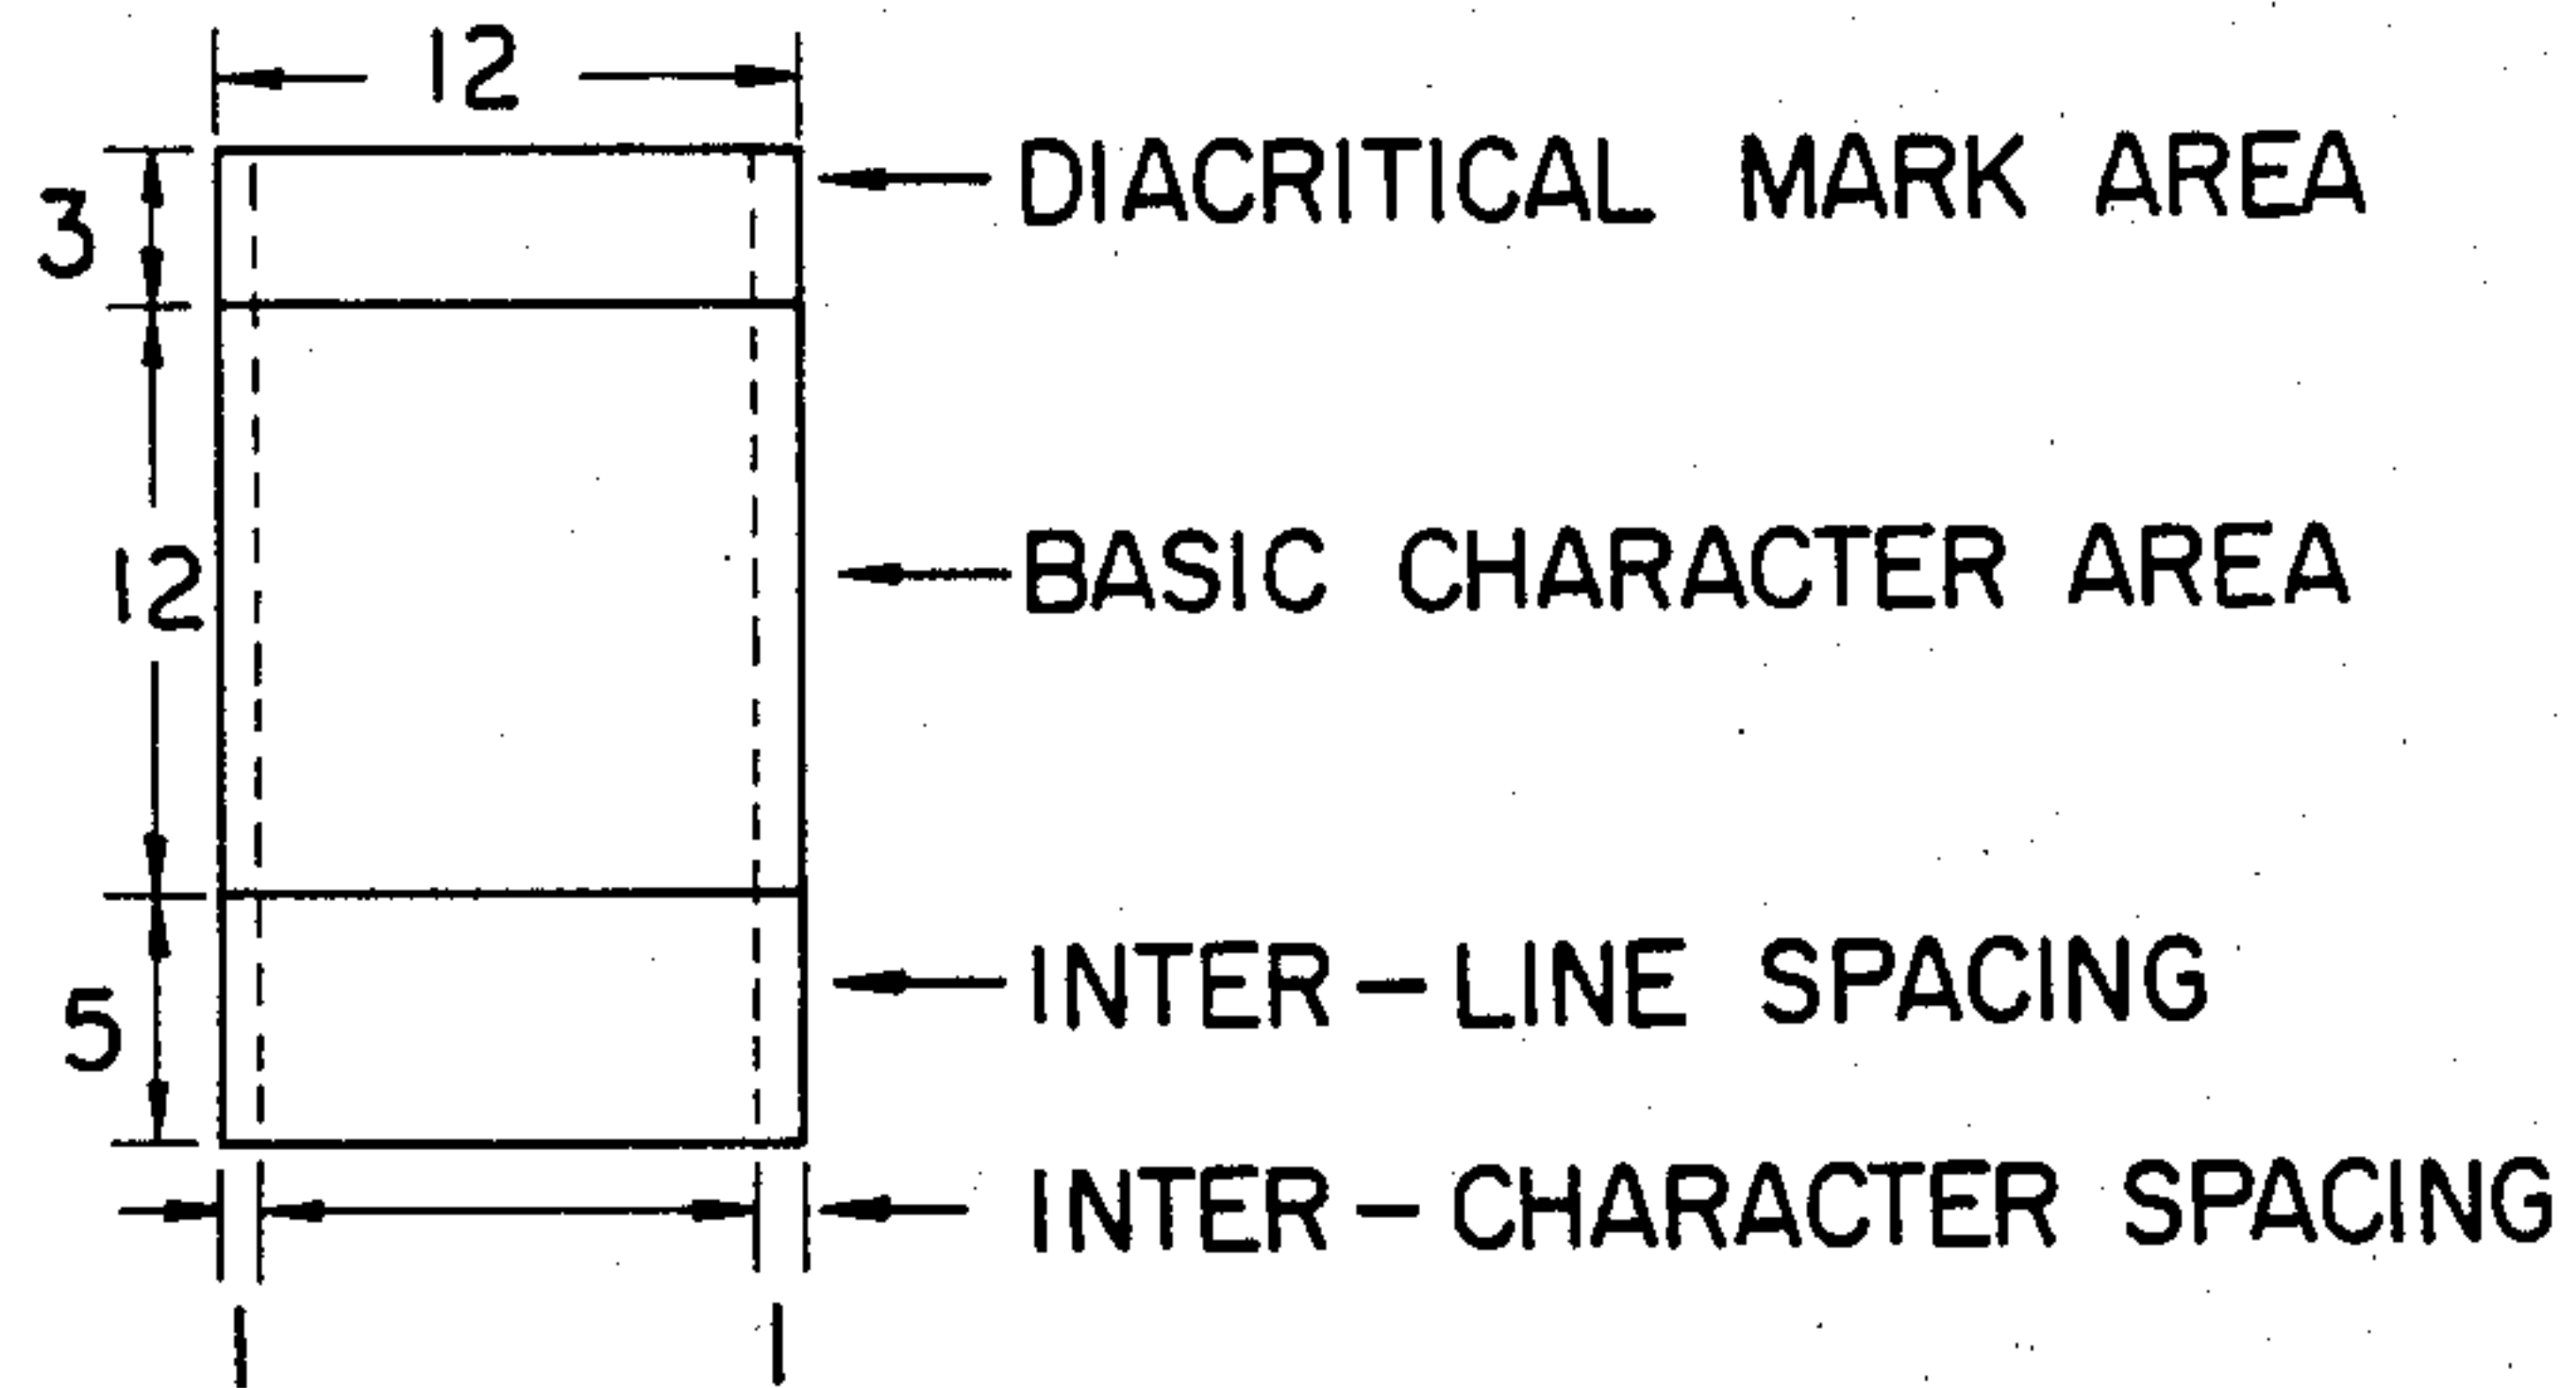 12
3
DIACRITICAL MARK AREA
12
BASIC CHARACTER AREA
5
INTER-LINE SPACING
INTER-CHARACTER SPACING
1 1